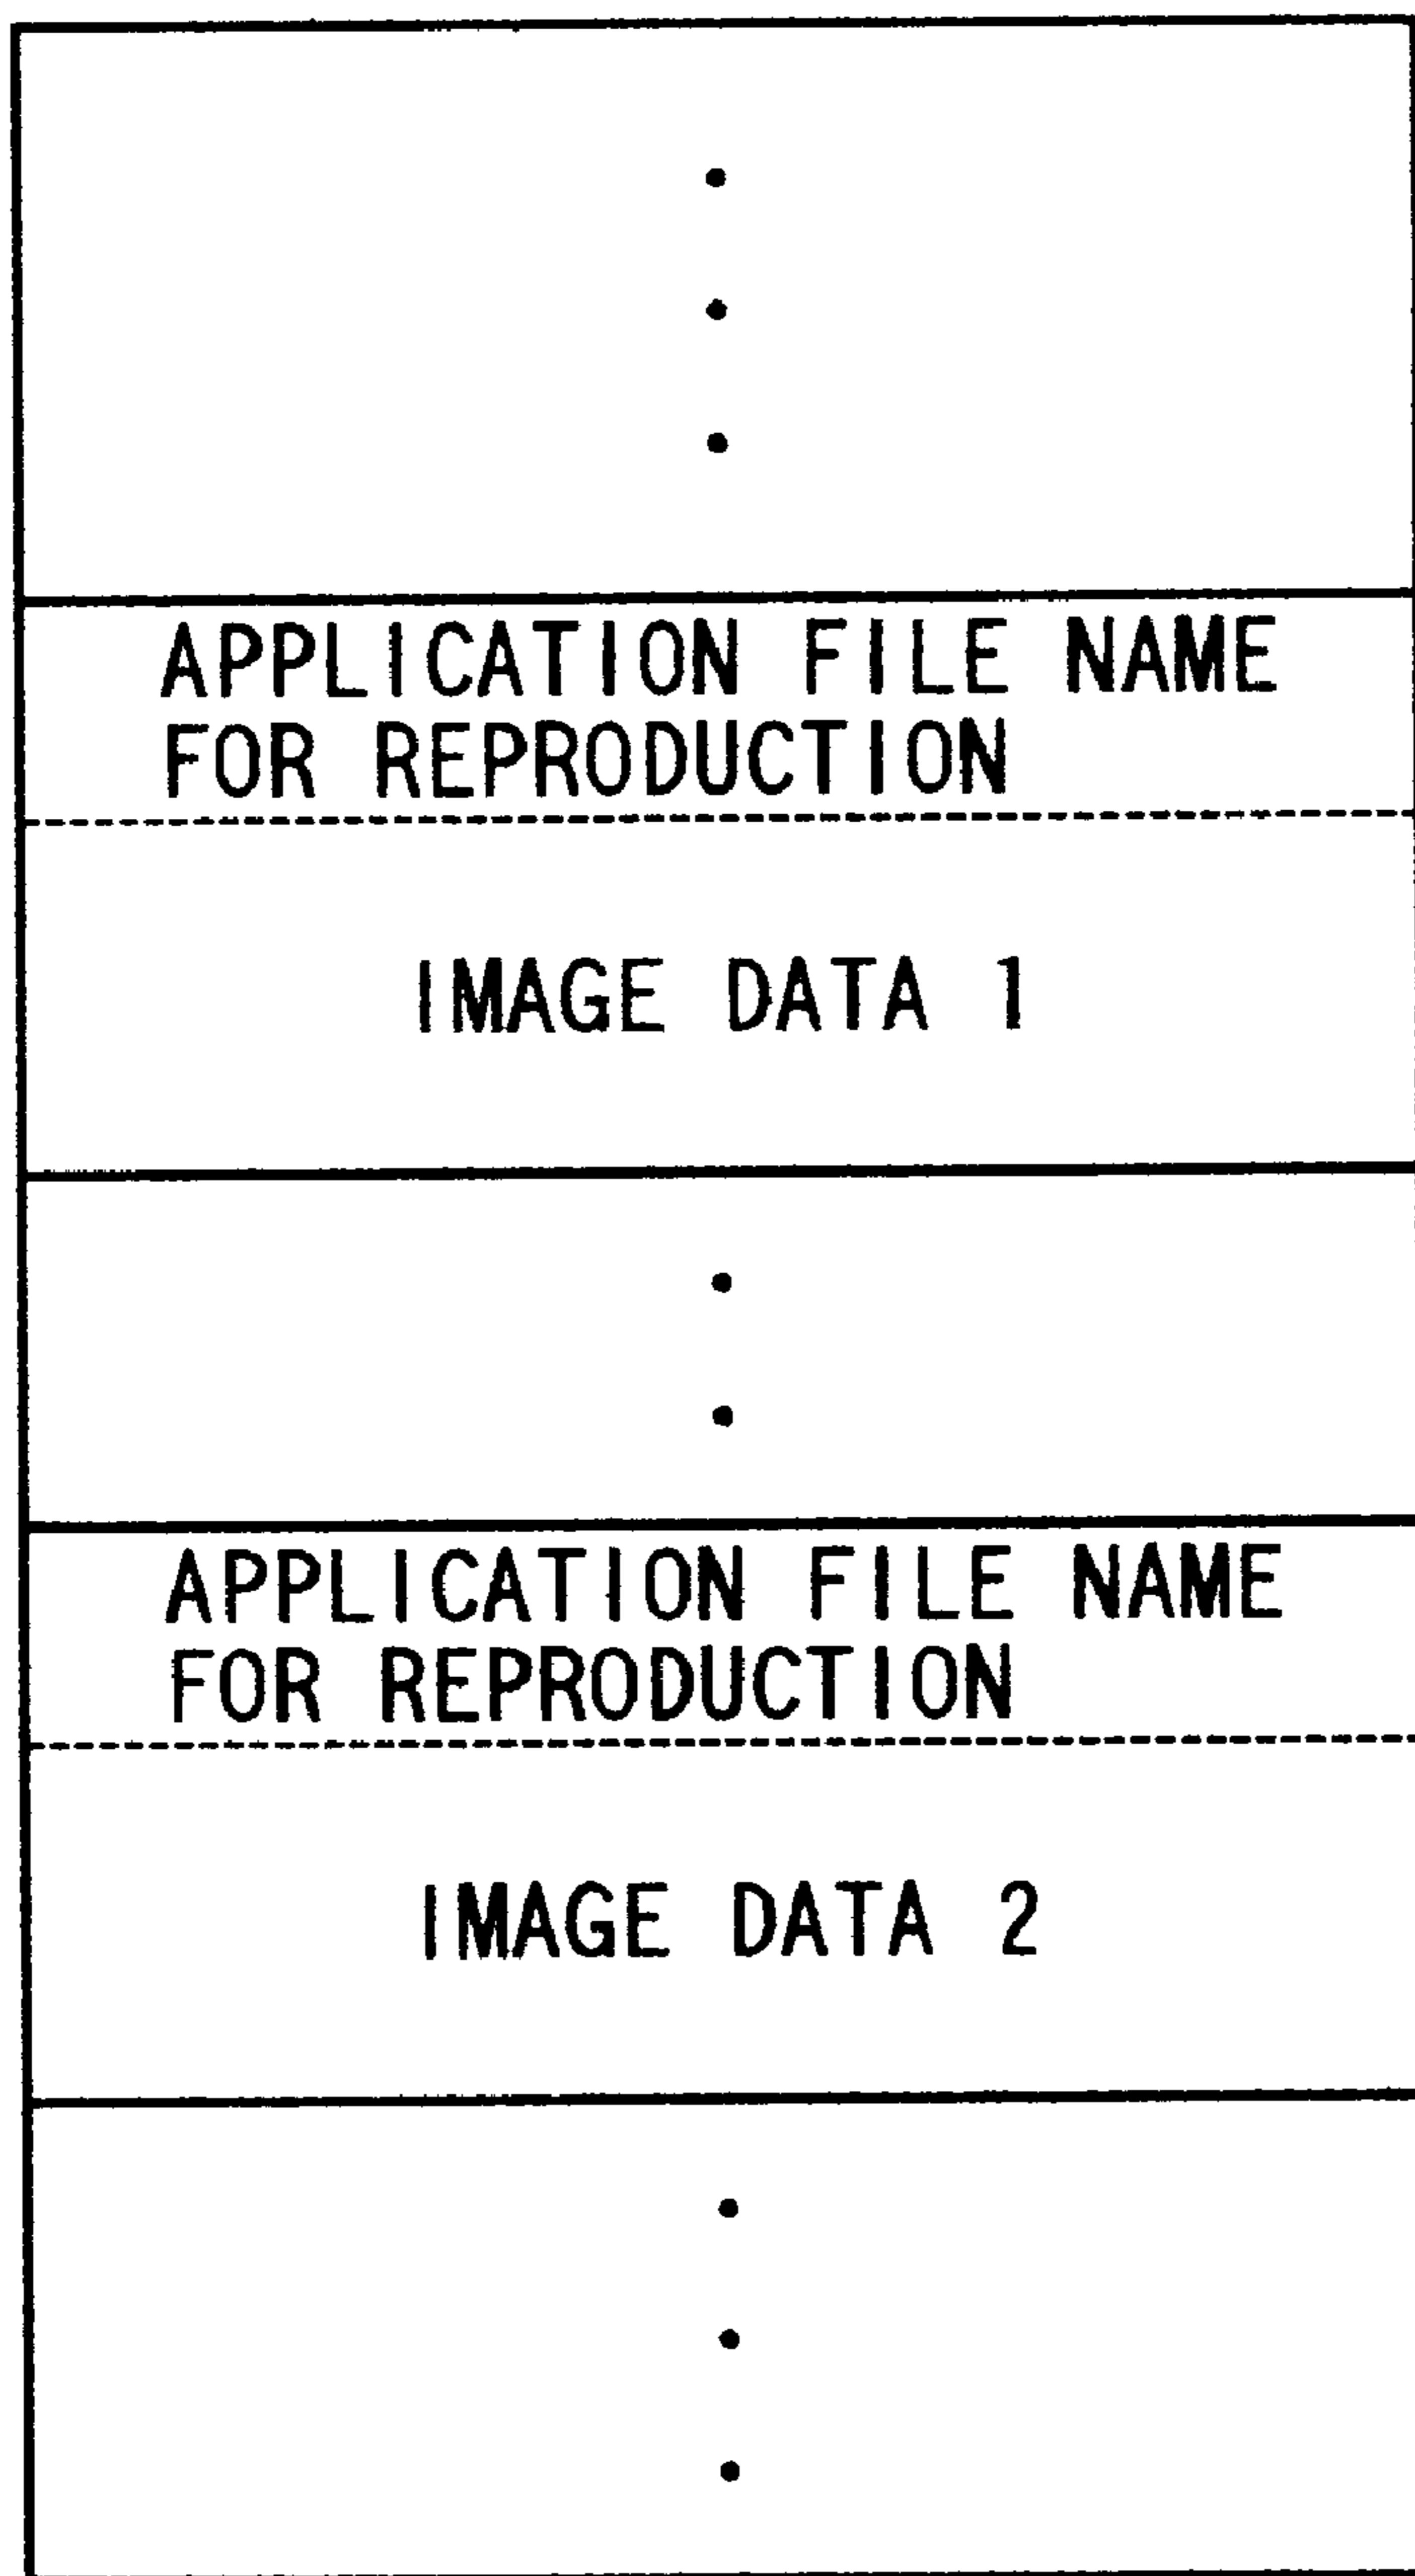 APPLICATION FILE NAME
FOR REPRODUCTION
IMAGE DATA 1
APPLICATION FILE NAME
FOR REPRODUCTION
IMAGE DATA 2